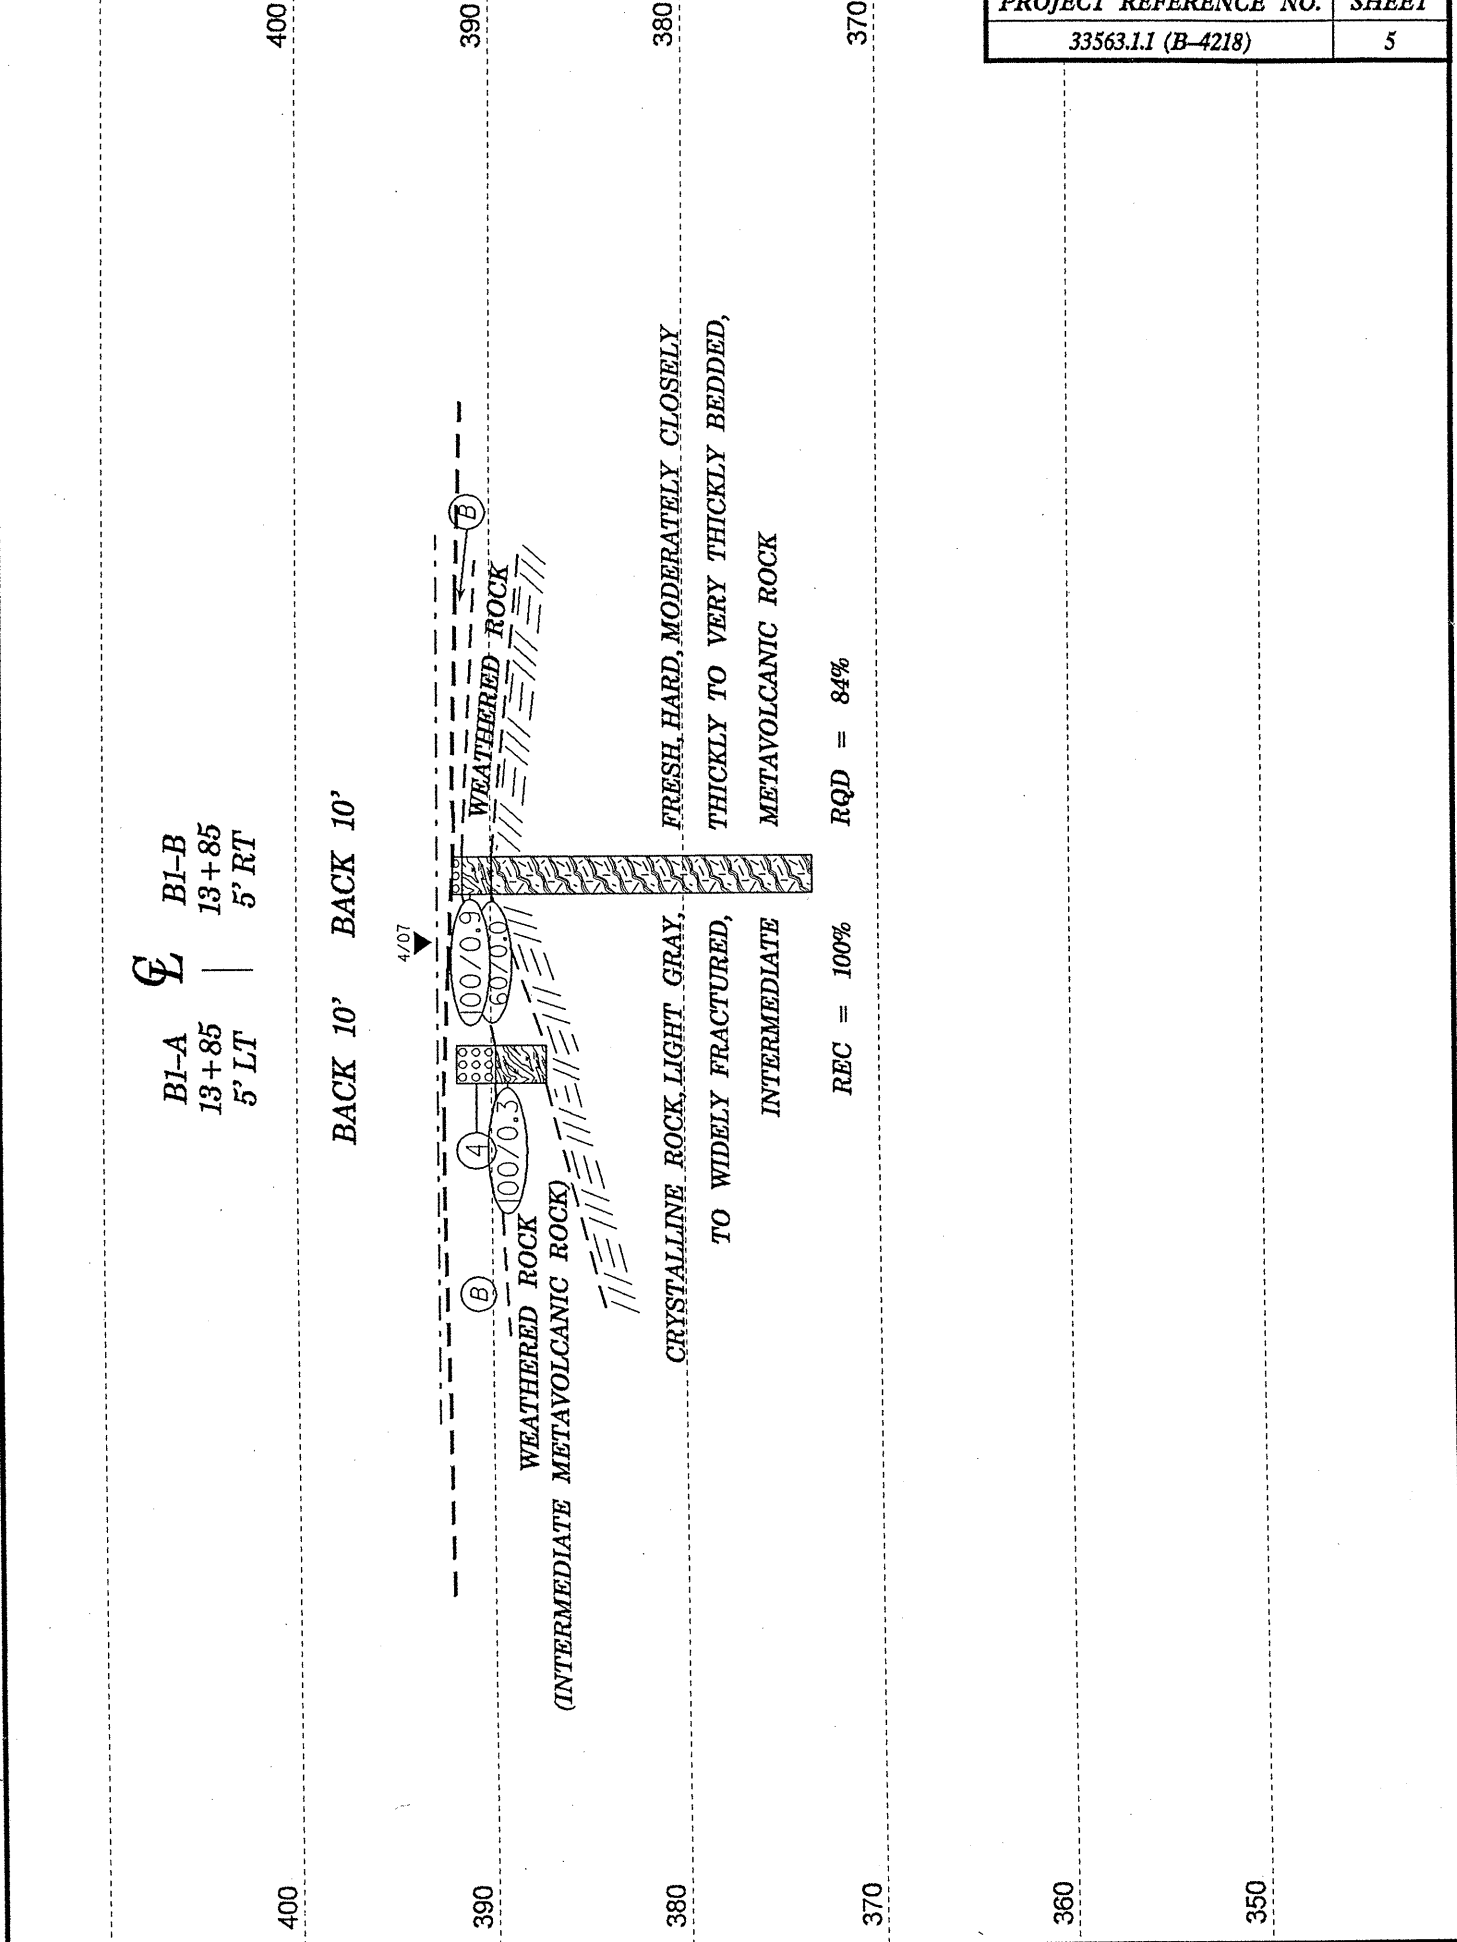 PROJECT REFERENCE NO. SHEET
33563.1.1 (B-4218) 5
B1-A ℄ B1-B
13+85 13+85
5' LT 5' RT
BACK 10' BACK 10'
4/07
400 400
390 390
380 380
370 370
360
350
B
4
B
100/0.9
60/0.0
100/0.3
WEATHERED ROCK
WEATHERED ROCK
(INTERMEDIATE METAVOLCANIC ROCK)
CRYSTALLINE ROCK, LIGHT GRAY, FRESH, HARD, MODERATELY CLOSELY
TO WIDELY FRACTURED, THICKLY TO VERY THICKLY BEDDED,
INTERMEDIATE METAVOLCANIC ROCK
REC = 100% RQD = 84%